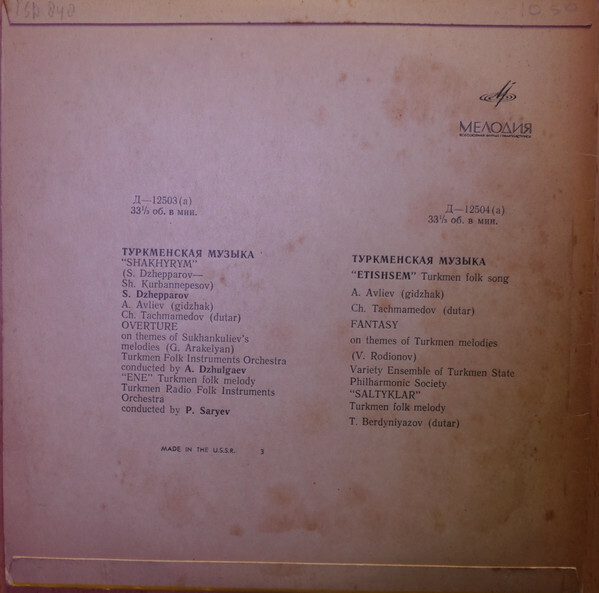 10 50
МЕЛОДИЯ
Д—12503(а)
33⅓ об. в мин.
ТУРКМЕНСКАЯ МУЗЫКА
"SHAKHYRYM"
(S. Dzhepparov—
Sh. Kurbannepesov)
S. Dzhepparov
A. Avliev (gidzhak)
Ch. Tachmamedov (dutar)
OVERTURE
on themes of Sukhankuliev's
melodies (G. Arakelyan)
Turkmen Folk Instruments Orchestra
conducted by A. Dzhulgaev
"ENE" Turkmen folk melody
Turkmen Radio Folk Instruments
Orchestra
conducted by P. Saryev
MADE IN THE U.S.S.R. 3
Д—12504(а)
33⅓ об. в мин.
ТУРКМЕНСКАЯ МУЗЫКА
"ETISHSEM" Turkmen folk song
A. Avliev (gidzhak)
Ch. Tachmamedov (dutar)
FANTASY
on themes of Turkmen melodies
(V. Rodionov)
Variety Ensemble of Turkmen State
Philharmonic Society
"SALTYKLAR"
Turkmen folk melody
T. Berdyniyazov (dutar)